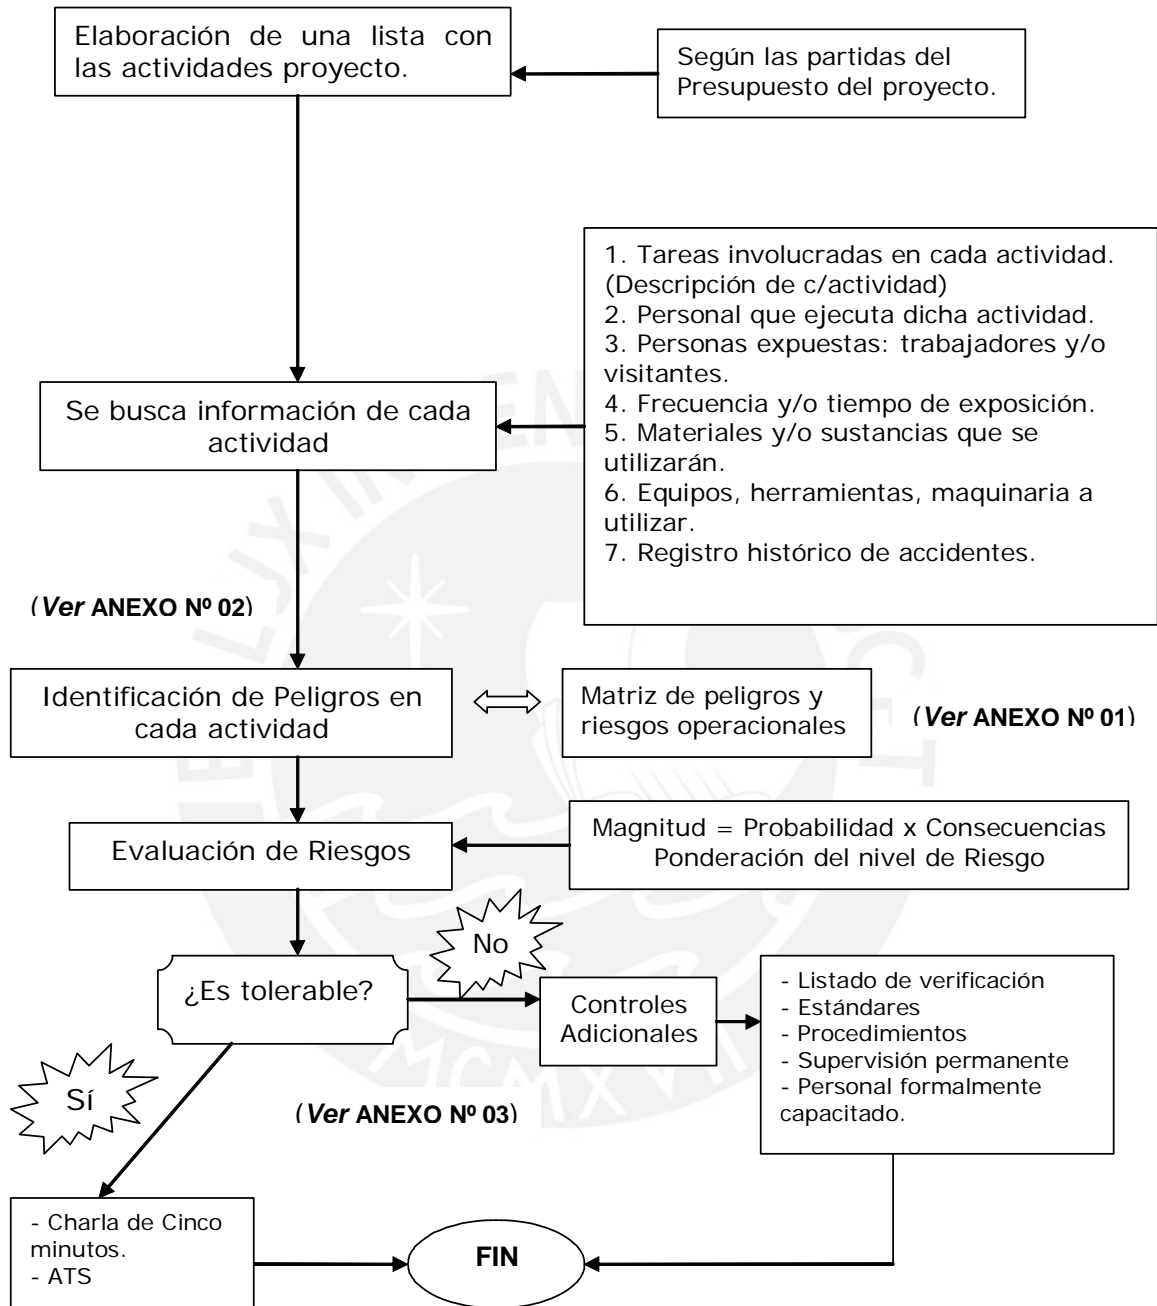 Elaboración de una lista con
las actividades proyecto.
Según las partidas del
Presupuesto del proyecto.
1. Tareas involucradas en cada actividad.
(Descripción de c/actividad)
2. Personal que ejecuta dicha actividad.
3. Personas expuestas: trabajadores y/o
visitantes.
4. Frecuencia y/o tiempo de exposición.
5. Materiales y/o sustancias que se
utilizarán.
6. Equipos, herramientas, maquinaria a
utilizar.
7. Registro histórico de accidentes.
Se busca información de cada
actividad
(Ver ANEXO Nº 02)
Identificación de Peligros en
cada actividad
Matriz de peligros y
riesgos operacionales
(Ver ANEXO Nº 01)
Evaluación de Riesgos
Magnitud = Probabilidad x Consecuencias
Ponderación del nivel de Riesgo
No
¿Es tolerable?
Controles
Adicionales
- Listado de verificación
- Estándares
- Procedimientos
- Supervisión permanente
- Personal formalmente
capacitado.
Sí
(Ver ANEXO Nº 03)
- Charla de Cinco
minutos.
- ATS
FIN
MCMXVII